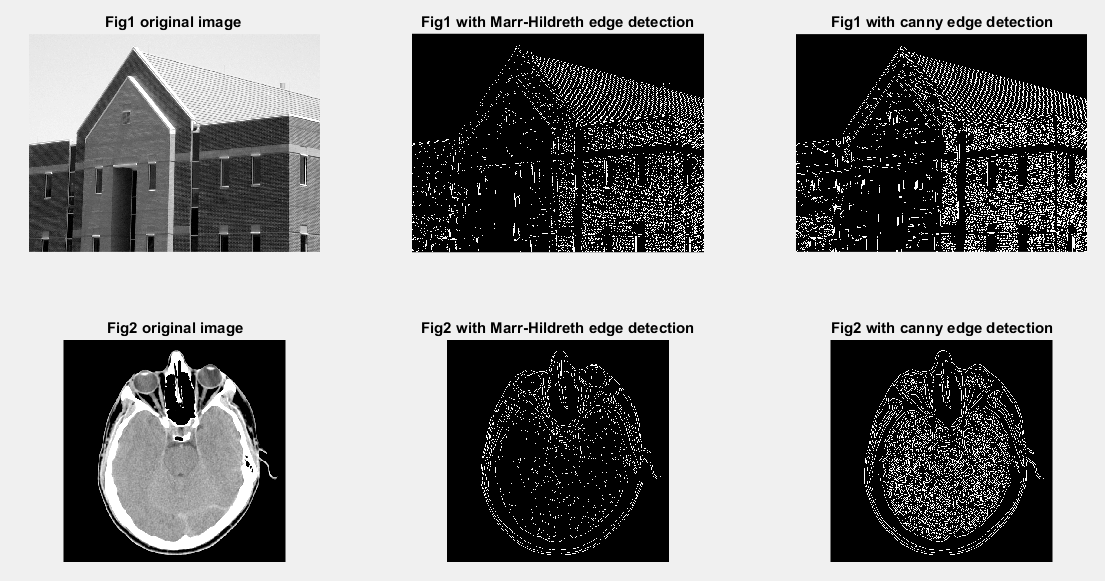 Fig1 original image
Fig1 with Marr-Hildreth edge detection
Fig1 with canny edge detection
Fig2 original image
Fig2 with Marr-Hildreth edge detection
Fig2 with canny edge detection